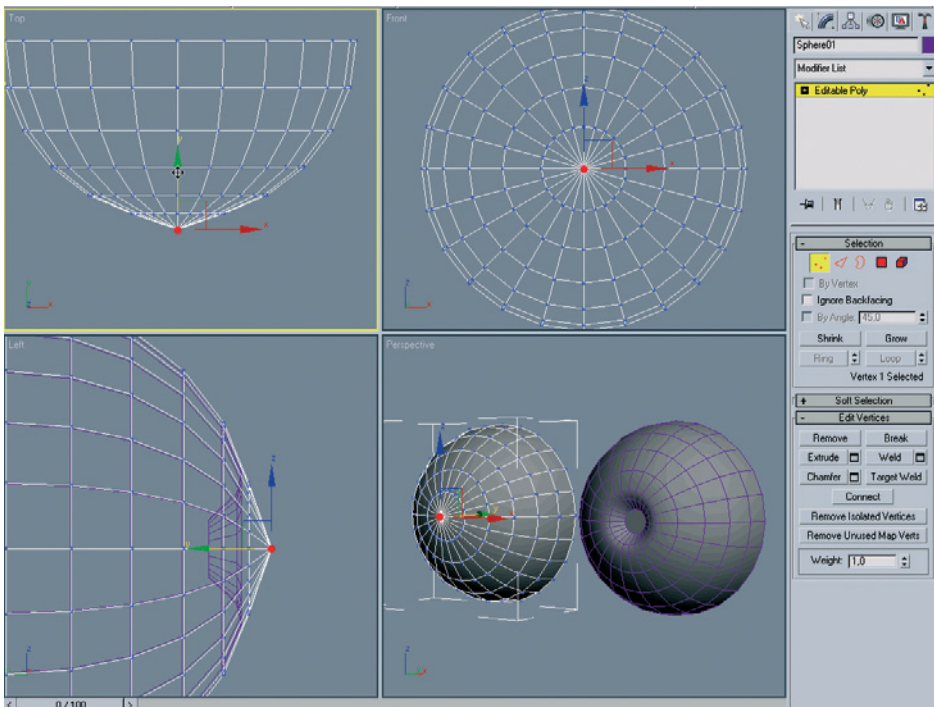 Top
Front
y
x
z
x
Left
z
y
Perspective
z
y
x
0 / 100
Sphere01
Modifier List
Editable Poly
Selection
By Vertex
Ignore Backfacing
By Angle: 45,0
Shrink Grow
Ring Loop
Vertex 1 Selected
Soft Selection
Edit Vertices
Remove Break
Extrude Weld
Chamfer Target Weld
Connect
Remove Isolated Vertices
Remove Unused Map Verts
Weight: 1,0